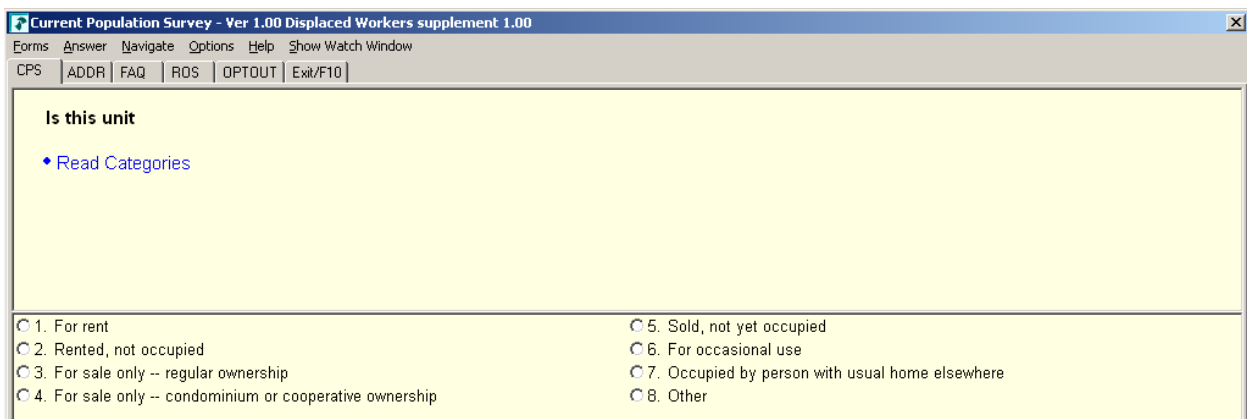 Current Population Survey - Ver 1.00 Displaced Workers supplement 1.00
Forms Answer Navigate Options Help Show Watch Window
CPS ADDR FAQ ROS OPTOUT Exit/F10
Is this unit
• Read Categories
1. For rent
2. Rented, not occupied
3. For sale only -- regular ownership
4. For sale only -- condominium or cooperative ownership
5. Sold, not yet occupied
6. For occasional use
7. Occupied by person with usual home elsewhere
8. Other